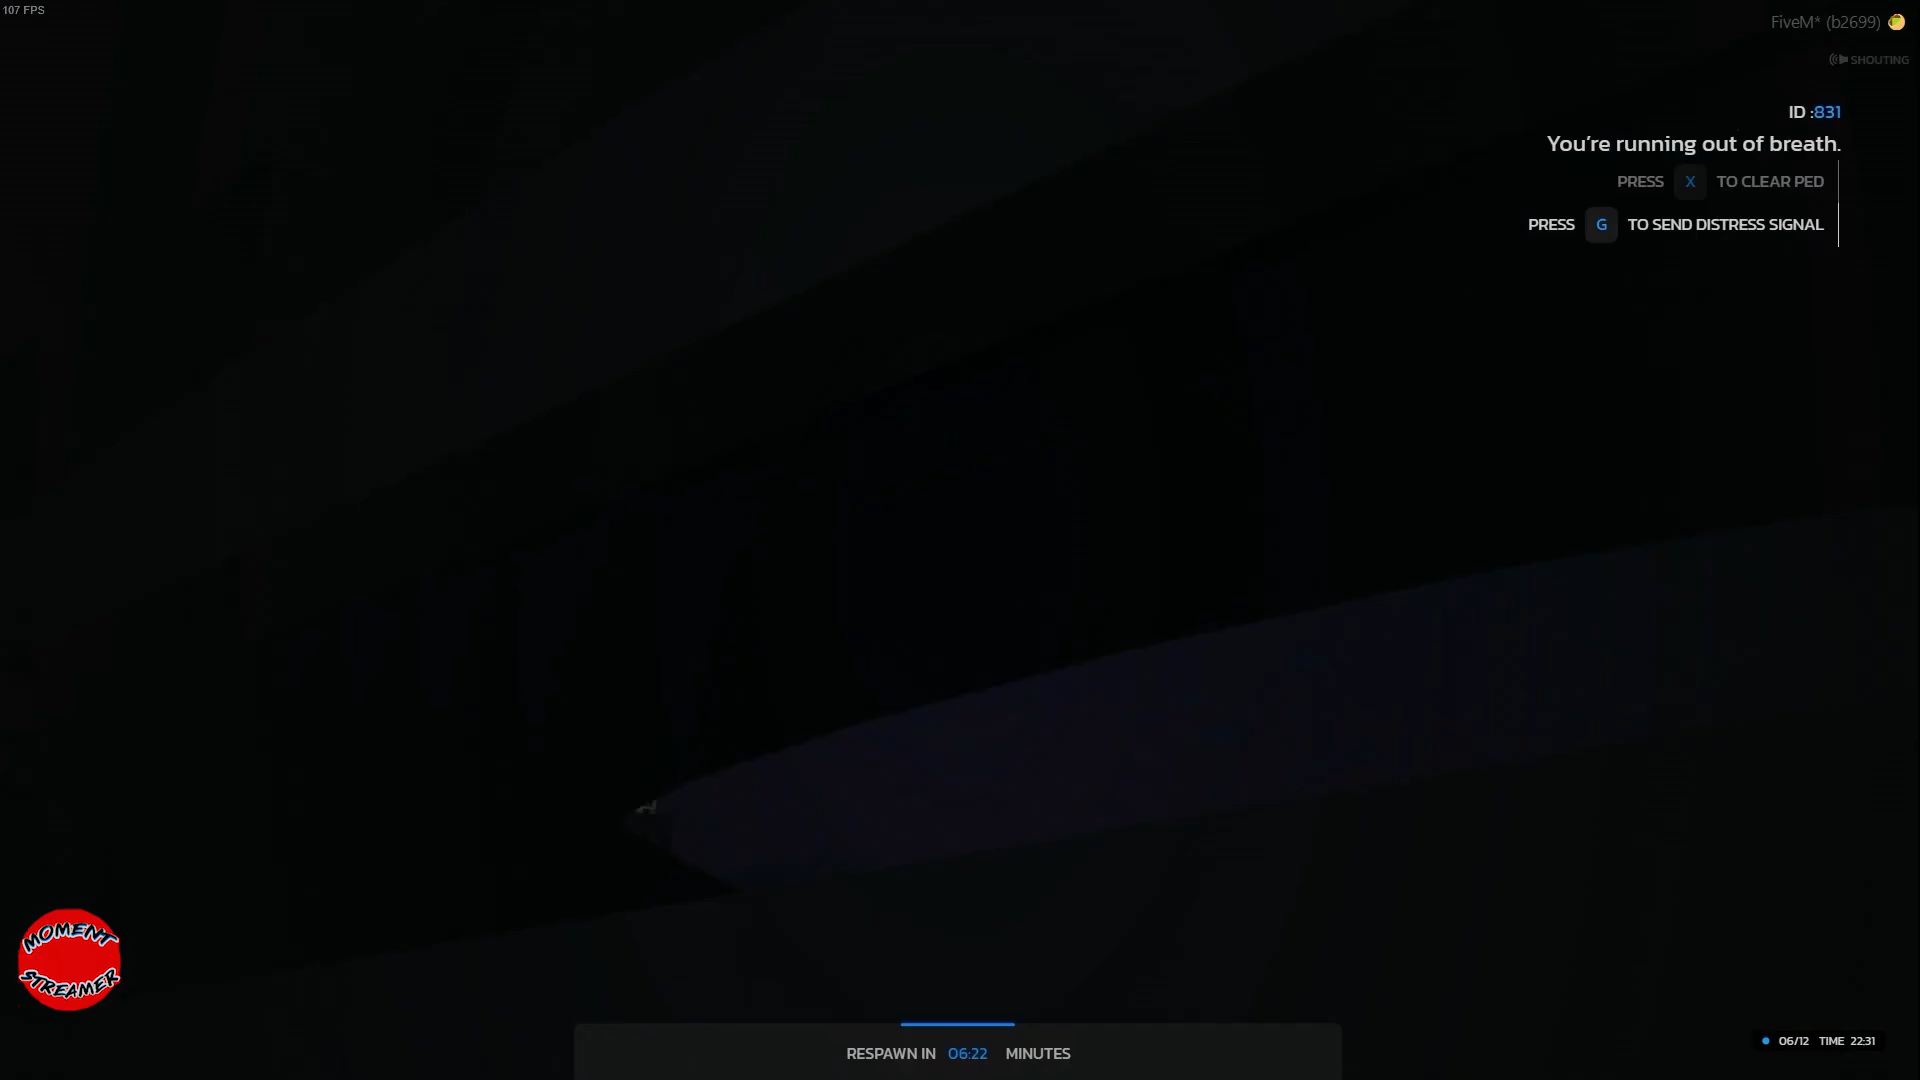 107 FPS
FiveM* (b2699)
SHOUTING
ID :831
You're running out of breath.
PRESS X TO CLEAR PED
PRESS G TO SEND DISTRESS SIGNAL
MOMENT
STREAMER
RESPAWN IN 06:22 MINUTES
06/12 TIME 22:31